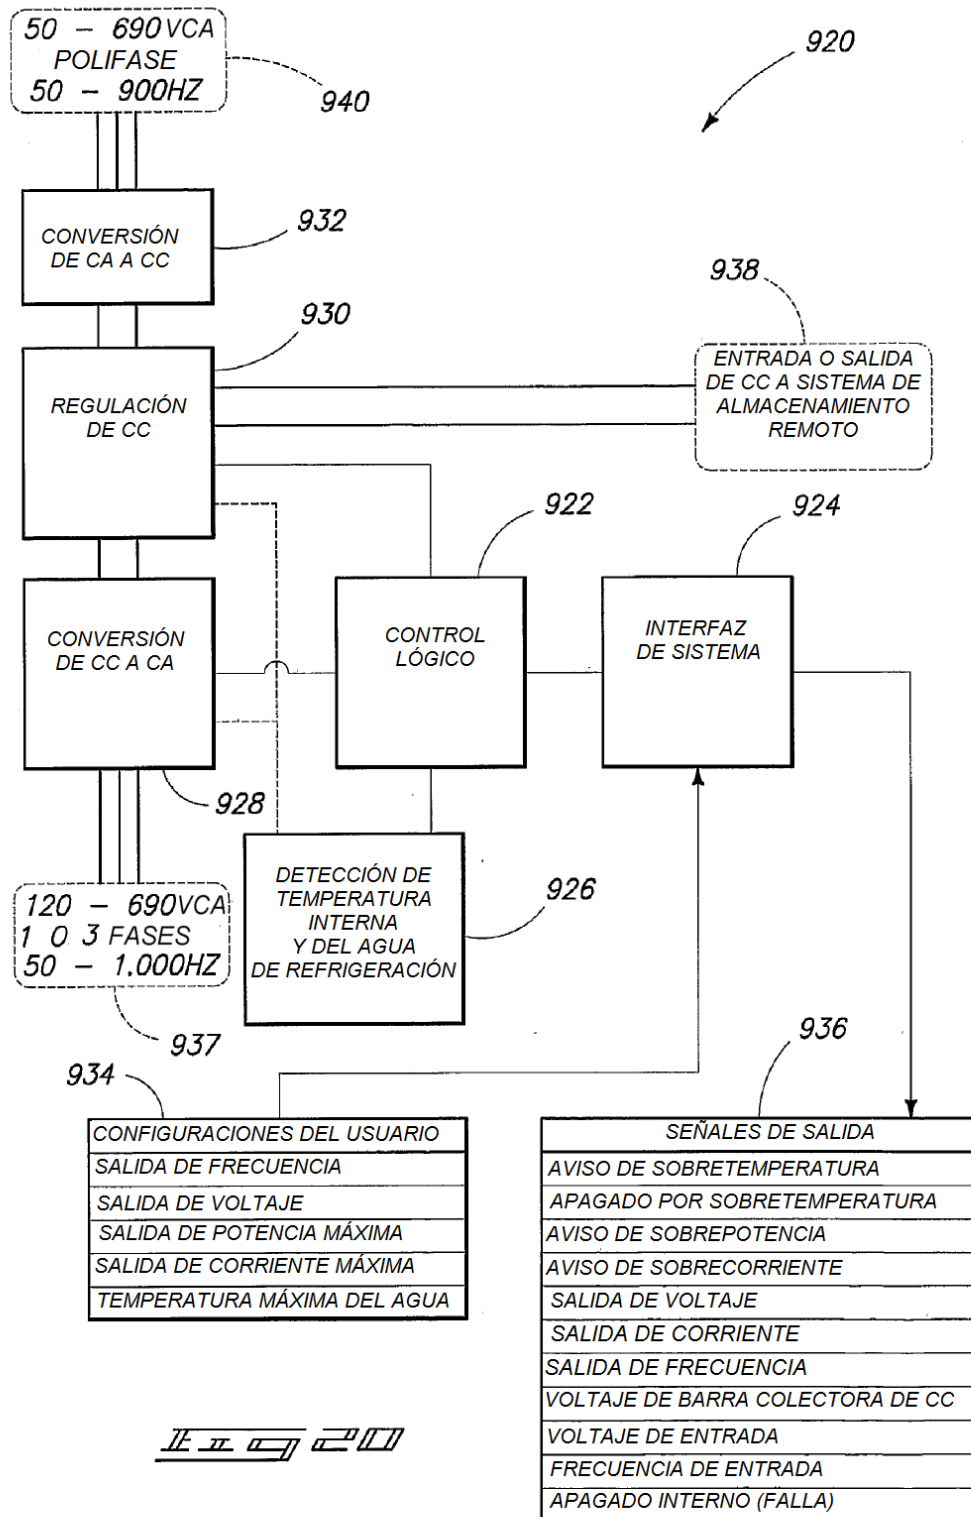 50 – 690 VCA
POLIFASE
50 – 900HZ
940
920
CONVERSIÓN
DE CA A CC
932
938
930
REGULACIÓN
DE CC
ENTRADA O SALIDA
DE CC A SISTEMA DE
ALMACENAMIENTO
REMOTO
922
924
CONVERSIÓN
DE CC A CA
CONTROL
LÓGICO
INTERFAZ
DE SISTEMA
928
DETECCIÓN DE
TEMPERATURA
INTERNA
Y DEL AGUA
DE REFRIGERACIÓN
926
120 – 690VCA
1 O 3 FASES
50 – 1.000HZ
937
934
936
CONFIGURACIONES DEL USUARIO
SALIDA DE FRECUENCIA
SALIDA DE VOLTAJE
SALIDA DE POTENCIA MÁXIMA
SALIDA DE CORRIENTE MÁXIMA
TEMPERATURA MÁXIMA DEL AGUA
SEÑALES DE SALIDA
AVISO DE SOBRETEMPERATURA
APAGADO POR SOBRETEMPERATURA
AVISO DE SOBREPOTENCIA
AVISO DE SOBRECORRIENTE
SALIDA DE VOLTAJE
SALIDA DE CORRIENTE
SALIDA DE FRECUENCIA
VOLTAJE DE BARRA COLECTORA DE CC
VOLTAJE DE ENTRADA
FRECUENCIA DE ENTRADA
APAGADO INTERNO (FALLA)
Fig 20